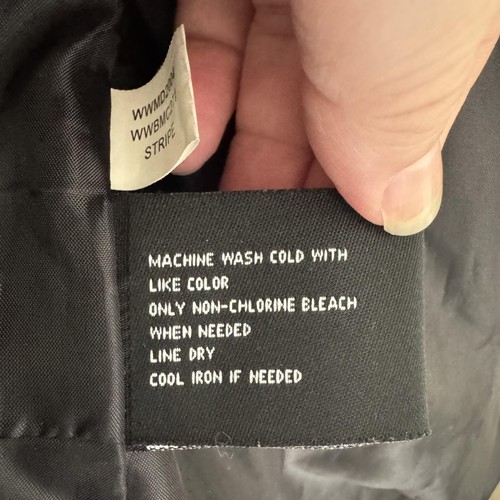 STRIPE
MACHINE WASH COLD WITH
LIKE COLOR
ONLY NON-CHLORINE BLEACH
WHEN NEEDED
LINE DRY
COOL IRON IF NEEDED